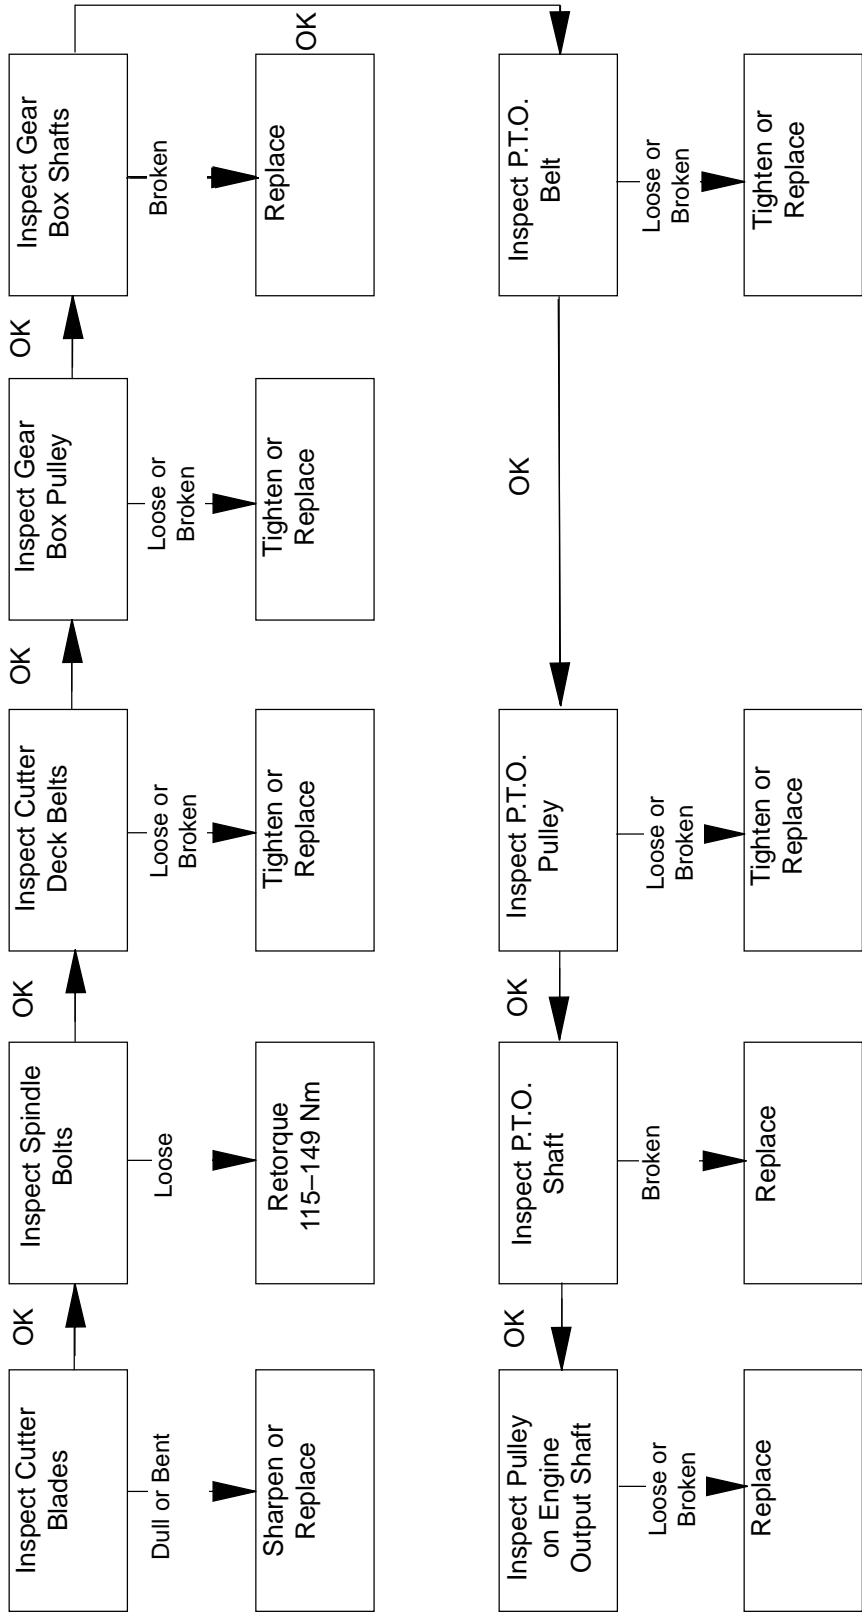 Inspect Cutter
Blades
OK
Inspect Spindle
Bolts
OK
Inspect Cutter
Deck Belts
OK
Inspect Gear
Box Pulley
OK
Inspect Gear
Box Shafts
Dull or Bent
Loose
Loose or
Broken
Loose or
Broken
Broken
Sharpen or
Replace
Retorque
115–149 Nm
Tighten or
Replace
Tighten or
Replace
Replace
OK
Inspect Pulley
on Engine
Output Shaft
OK
Inspect P.T.O.
Shaft
OK
Inspect P.T.O.
Pulley
OK
Inspect P.T.O.
Belt
Loose or
Broken
Broken
Loose or
Broken
Loose or
Broken
Replace
Replace
Tighten or
Replace
Tighten or
Replace